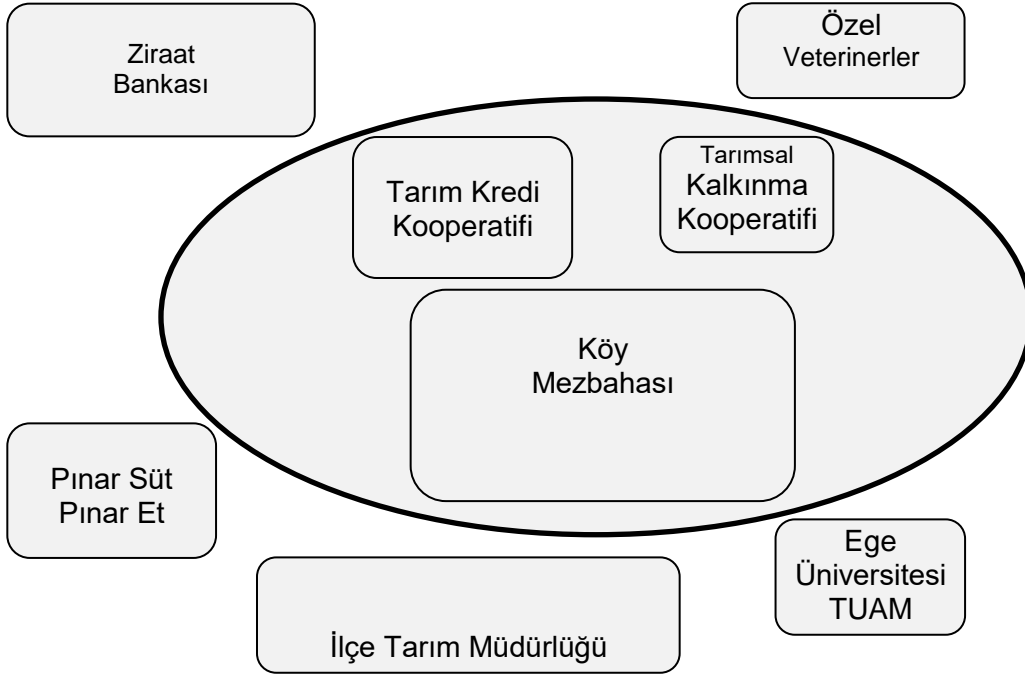 Ziraat
Bankası
Özel
Veterinerler
Tarım Kredi
Kooperatifi
Tarımsal
Kalkınma
Kooperatifi
Köy
Mezbahası
Pınar Süt
Pınar Et
Ege
Üniversitesi
TUAM
İlçe Tarım Müdürlüğü